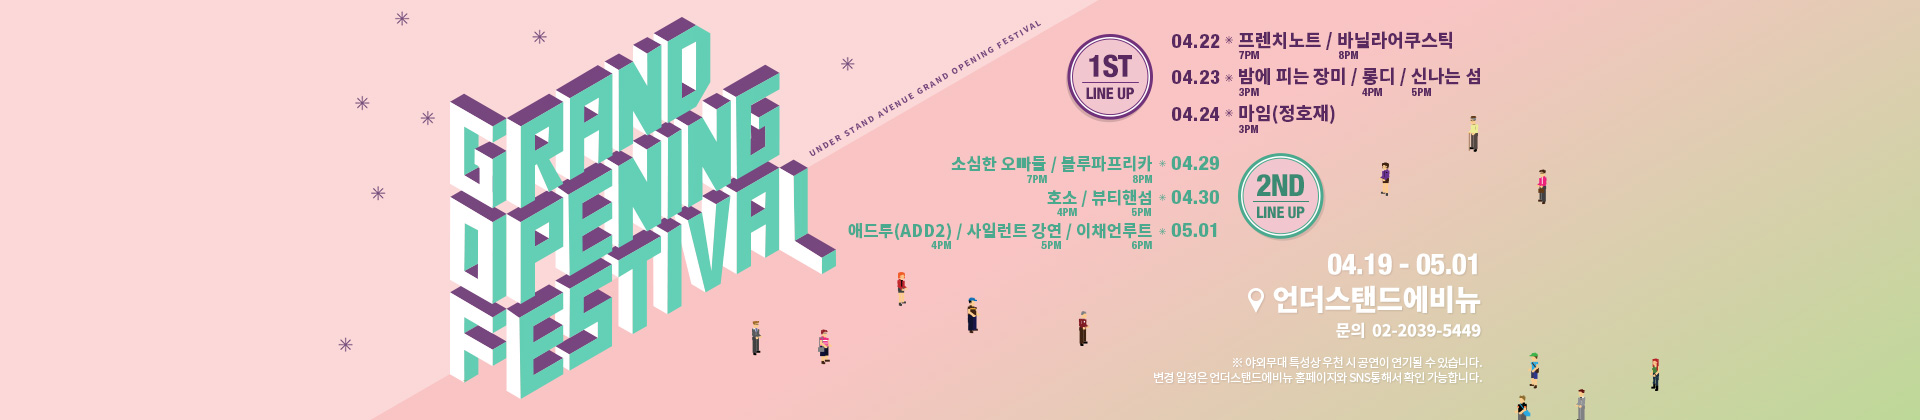 GRAND
OPENING
FESTIVAL
UNDER STAND AVENUE GRAND OPENING FESTIVAL
1ST
LINE UP
04.22 * 프렌치노트 / 바닐라어쿠스틱
7PM 8PM
04.23 * 밤에 피는 장미 / 롱디 / 신나는 섬
3PM 4PM 5PM
04.24 * 마임(정호재)
3PM
소심한 오빠들 / 블루파프리카 * 04.29
7PM 8PM
호소 / 뷰티핸섬 * 04.30
4PM 5PM
애드투(ADD2) / 사일런트 강연 / 이채언루트 * 05.01
4PM 5PM 6PM
2ND
LINE UP
04.19 - 05.01
언더스탠드에비뉴
문의 02-2039-5449
※ 야외무대 특성상 우천 시 공연이 연기될 수 있습니다.
변경 일정은 언더스탠드에비뉴 홈페이지와 SNS통해서 확인 가능합니다.